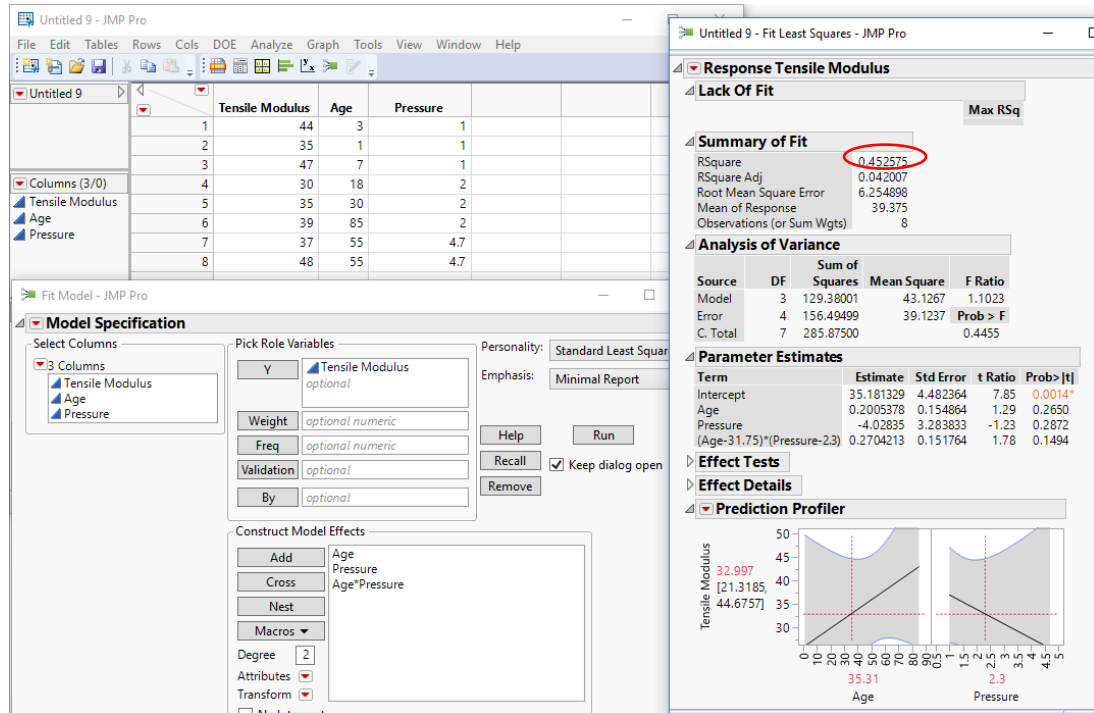 Untitled 9 - JMP Pro
File Edit Tables Rows Cols DOE Analyze Graph Tools View Window Help
Untitled 9
Tensile Modulus Age Pressure
1 44 3 1
2 35 1 1
3 47 7 1
4 30 18 2
5 35 30 2
6 39 85 2
7 37 55 4.7
8 48 55 4.7
Columns (3/0)
Tensile Modulus
Age
Pressure
Fit Model - JMP Pro
Model Specification
Select Columns
3 Columns
Tensile Modulus
Age
Pressure
Pick Role Variables
Y Tensile Modulus
optional
Weight optional numeric
Freq optional numeric
Validation optional
By optional
Personality: Standard Least Squar
Emphasis: Minimal Report
Help Run
Recall Keep dialog open
Remove
Construct Model Effects
Add
Cross
Nest
Macros
Degree 2
Attributes
Transform
No Intercept
Age
Pressure
Age*Pressure
Untitled 9 - Fit Least Squares - JMP Pro
Response Tensile Modulus
Lack Of Fit
Max RSq
Summary of Fit
RSquare 0.452575
RSquare Adj 0.042007
Root Mean Square Error 6.254898
Mean of Response 39.375
Observations (or Sum Wgts) 8
Analysis of Variance
Sum of
Source DF Squares Mean Square F Ratio
Model 3 129.38001 43.1267 1.1023
Error 4 156.49499 39.1237 Prob > F
C. Total 7 285.87500 0.4455
Parameter Estimates
Term Estimate Std Error t Ratio Prob>|t|
Intercept 35.181329 4.482364 7.85 0.0014*
Age 0.2005378 0.154864 1.29 0.2650
Pressure -4.02835 3.283833 -1.23 0.2872
(Age-31.75)*(Pressure-2.3) 0.2704213 0.151764 1.78 0.1494
Effect Tests
Effect Details
Prediction Profiler
Tensile Modulus
32.997
[21.3185,
44.6757]
50
45
40
35
30
0 10 20 30 40 50 60 70 80 90
0.5 1 1.5 2 2.5 3 3.5 4 4.5 5
35.31
Age
2.3
Pressure